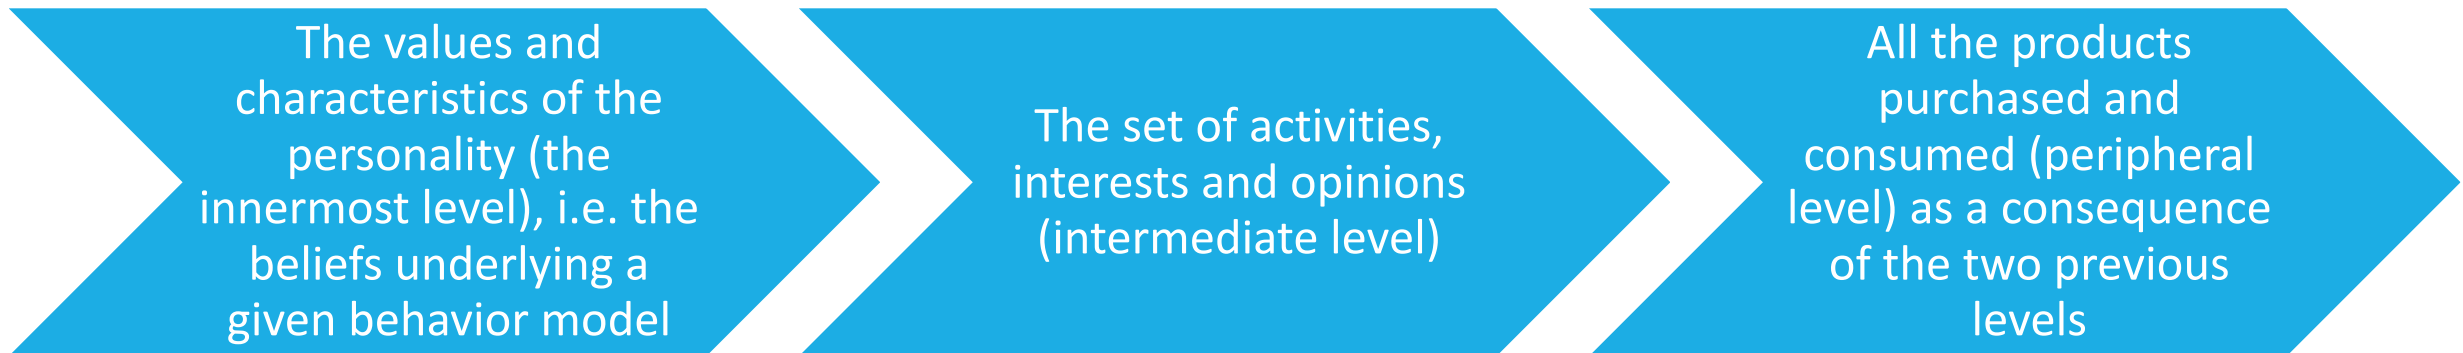 The values and
characteristics of the
personality (the
innermost level), i.e. the
beliefs underlying a
given behavior model
The set of activities,
interests and opinions
(intermediate level)
All the products
purchased and
consumed (peripheral
level) as a consequence
of the two previous
levels